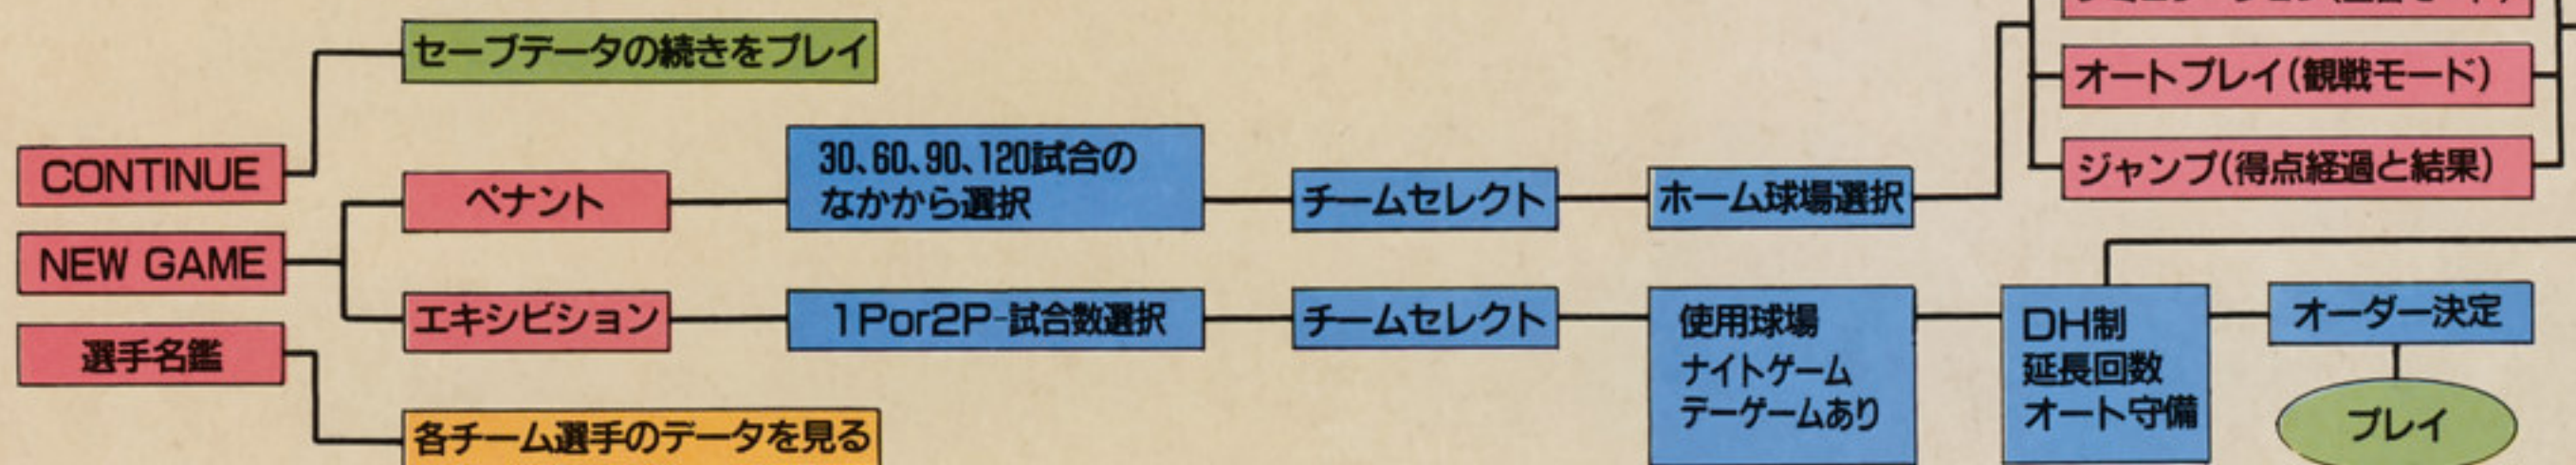 セーブデータの続きをプレイ
オートプレイ(観戦モード)
ジャンプ(得点経過と結果)
CONTINUE
ペナント
30、60、90、120試合の
なかから選択
チームセレクト
ホーム球場選択
NEW GAME
エキシビション
1Por2P-試合数選択
チームセレクト
使用球場
ナイトゲーム
デーゲームあり
DH制
延長回数
オート守備
オーダー決定
プレイ
選手名鑑
各チーム選手のデータを見る